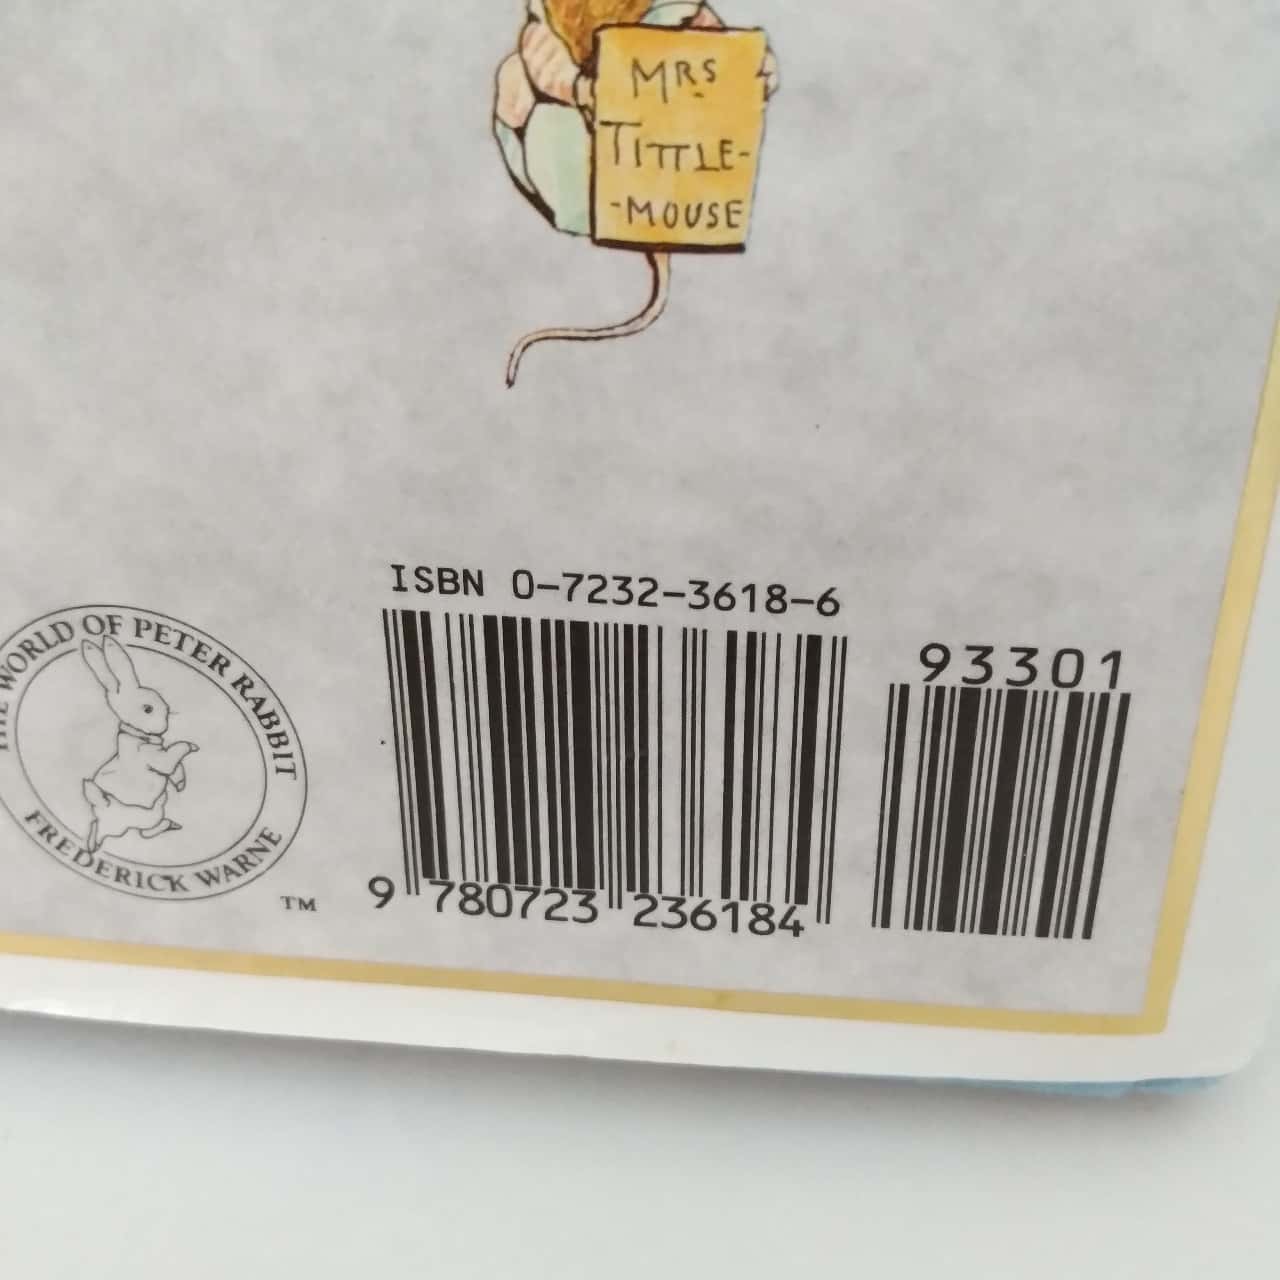 MRS
TITTLE-
-MOUSE
ISBN 0-7232-3618-6
93301
THE WORLD OF PETER RABBIT
FREDERICK WARNE
TM
9 780723 236184